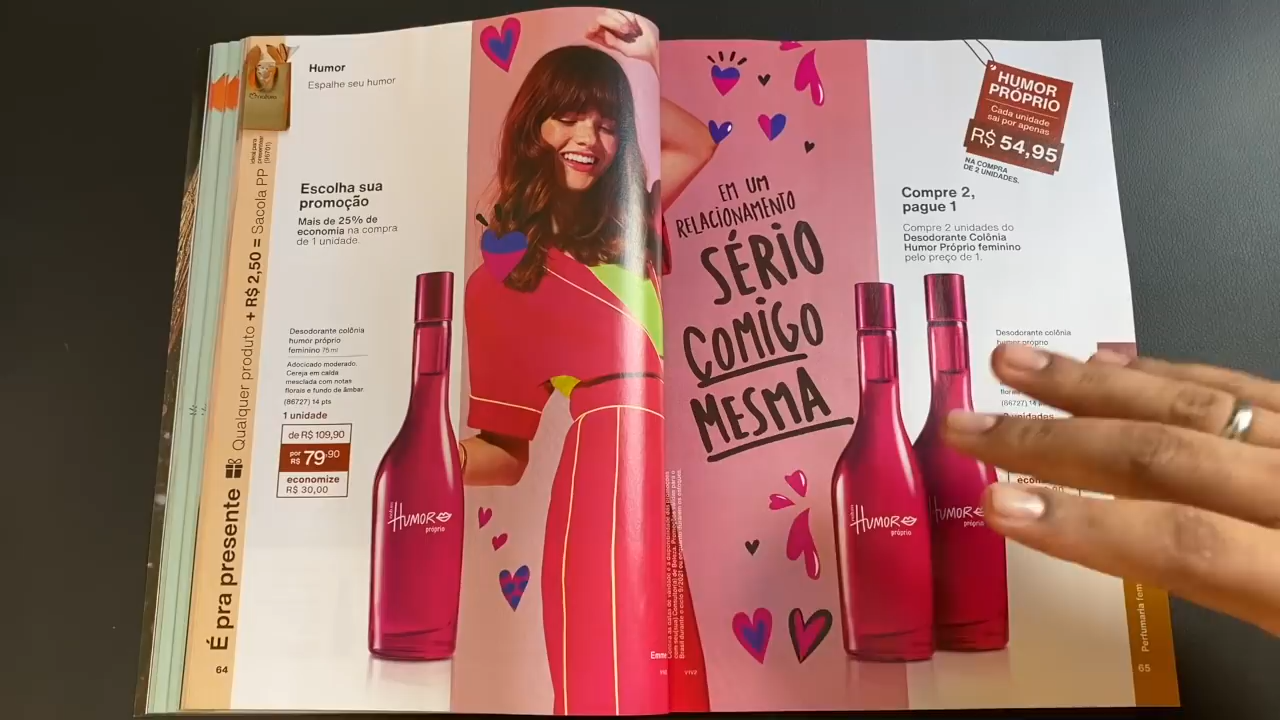 Humor
Espalhe seu humor
Escolha sua
promoção
Mais de 25% de
economia na compra
de 1 unidade.
Desodorante colônia
humor próprio
feminino 75 ml
Adocicado moderado.
Cereja em calda
mesclada com notas
florais e fundo de âmbar
(86727) 14 pts
1 unidade
de R$ 109,90
por
R$ 79,90
economize
R$ 30,00
É pra presente Qualquer produto + R$ 2,50 = Sacola PP
64
HUMOR
próprio
EM UM
RELACIONAMENTO
SÉRIO
COMIGO
MESMA
HUMOR
PRÓPRIO
Cada unidade
sai por apenas
R$ 54,95
NA COMPRA
DE 2 UNIDADES.
Compre 2,
pague 1
Compre 2 unidades do
Desodorante Colônia
Humor Próprio feminino
pelo preço de 1.
Desodorante colônia
humor próprio
(86727) 14
unidades
HUMOR
próprio
HUMOR
próprio
Perfumaria fem
65